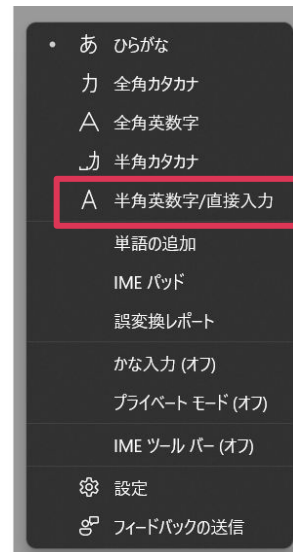 • あ ひらがな
カ 全角カタカナ
A 全角英数字
_カ 半角カタカナ
A 半角英数字/直接入力
単語の追加
IME パッド
誤変換レポート
かな入力 (オフ)
プライベート モード (オフ)
IME ツール バー (オフ)
設定
フィードバックの送信